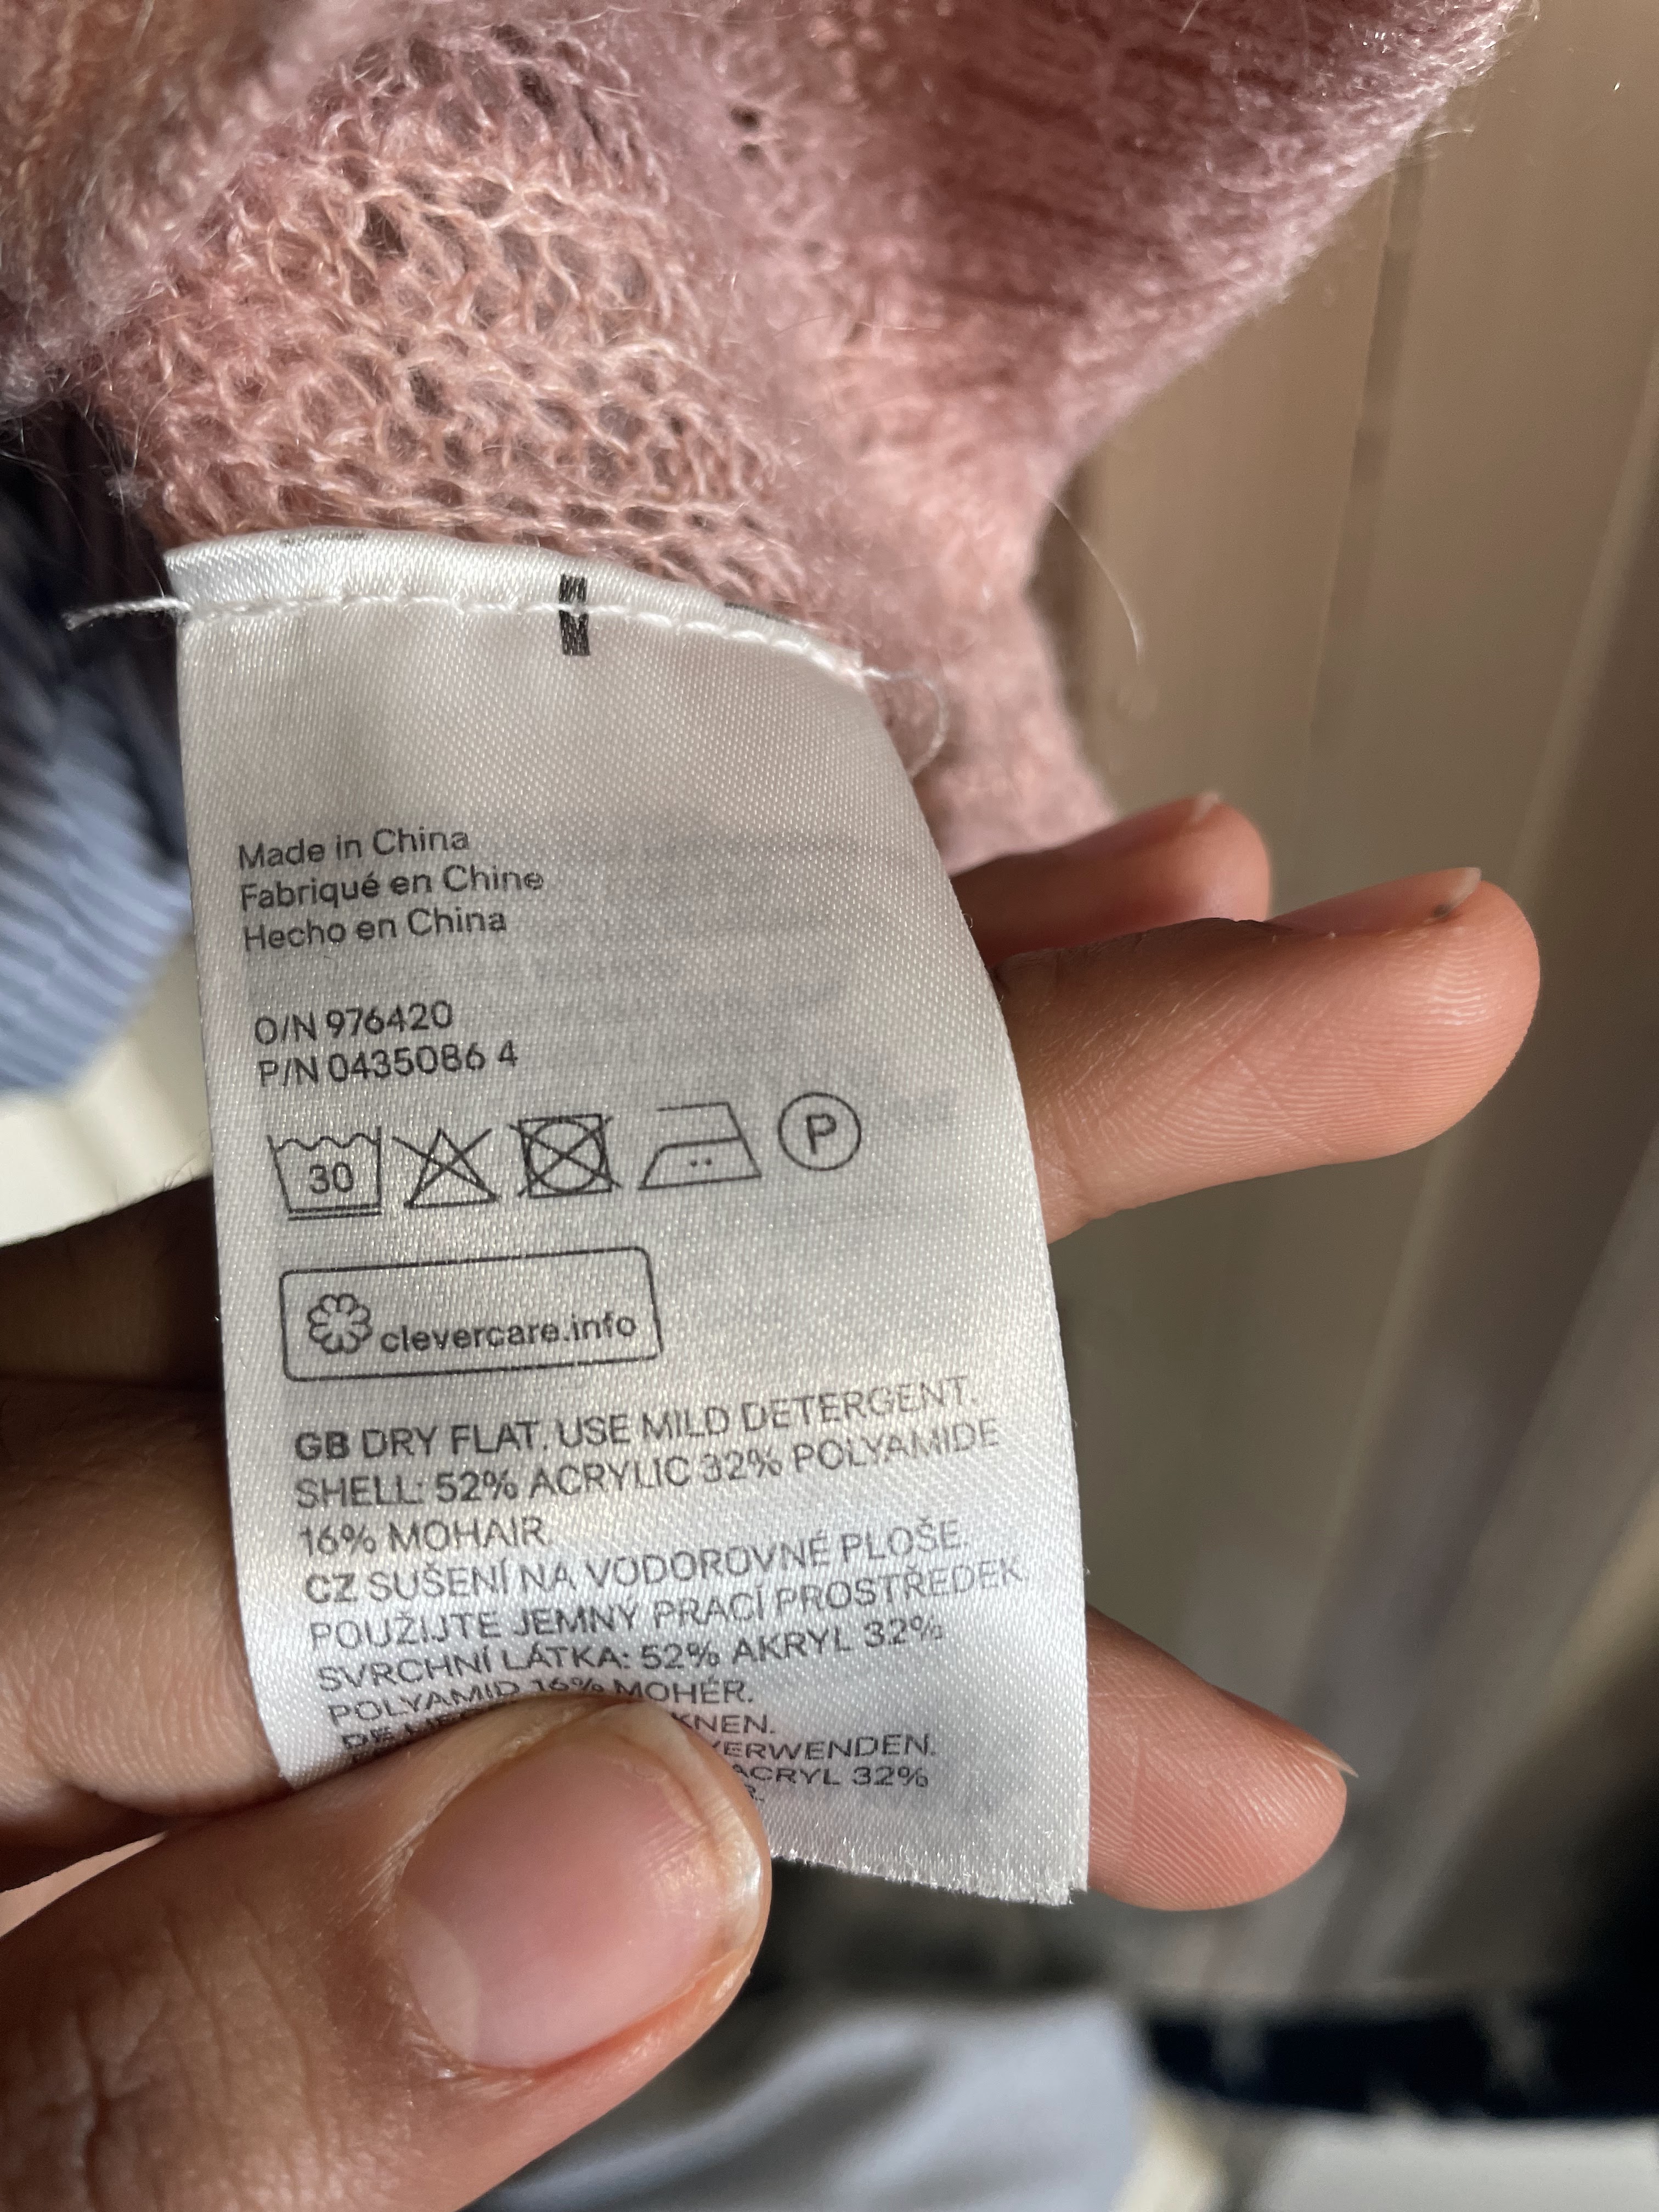 Made in China
Fabriqué en Chine
Hecho en China
O/N 976420
P/N 0435086 4
30
P
clevercare.info
GB DRY FLAT. USE MILD DETERGENT.
SHELL: 52% ACRYLIC 32% POLYAMIDE
16% MOHAIR.
CZ SUŠENÍ NA VODOROVNÉ PLOŠE.
POUŽIJTE JEMNÝ PRACÍ PROSTŘEDEK.
SVRCHNÍ LÁTKA: 52% AKRYL 32%
POLYAMID 16% MOHÉR.
DE
VERWENDEN.
ACRYL 32%